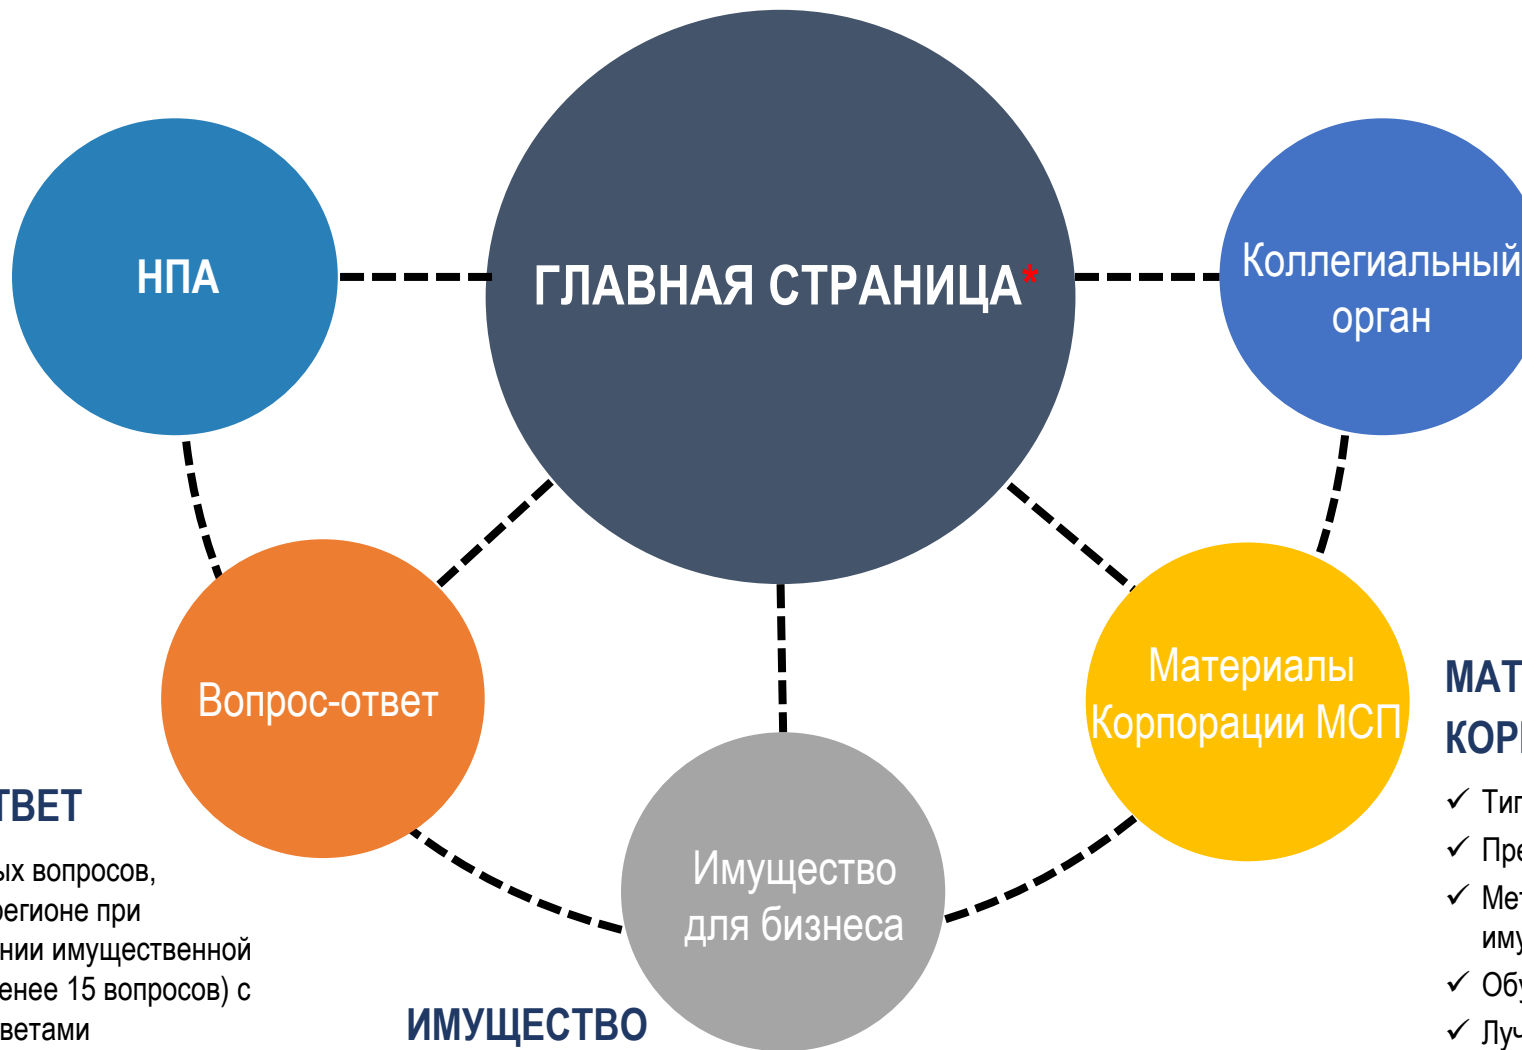 НПА
ГЛАВНАЯ СТРАНИЦА*
Коллегиальный
орган
Вопрос-ответ
Материалы
Корпорации МСП
Имущество
для бизнеса
ТВЕТ
ых вопросов,
регионе при
нии имущественной
енее 15 вопросов) с
ветами
ИМУЩЕСТВО
МАТ
КОР
✓ Тип
✓ Пре
✓ Мет
иму
✓ Обу
✓ Луч